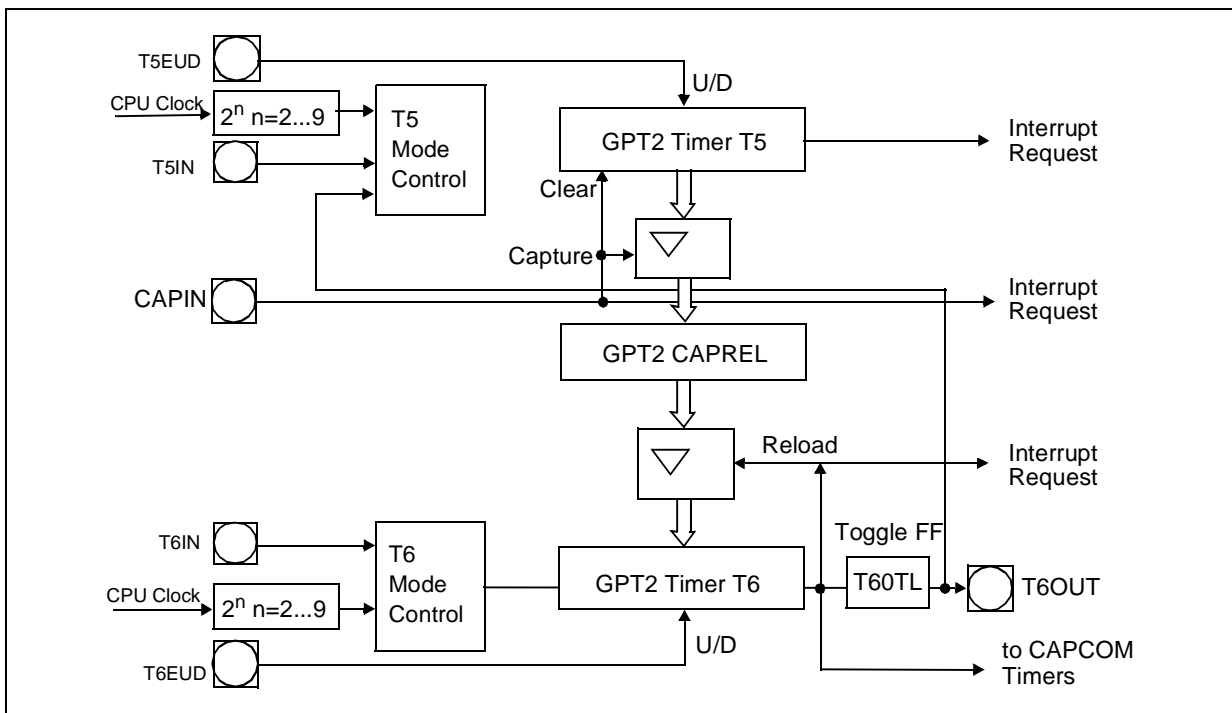 T5EUD
U/D
CPU Clock
2n n=2...9
T5
Mode
Control
GPT2 Timer T5
Interrupt
Request
T5IN
Clear
Capture
CAPIN
Interrupt
Request
GPT2 CAPREL
Reload
Interrupt
Request
T6IN
T6
Mode
Control
Toggle FF
GPT2 Timer T6
T60TL
T6OUT
CPU Clock
2n n=2...9
U/D
T6EUD
to CAPCOM
Timers